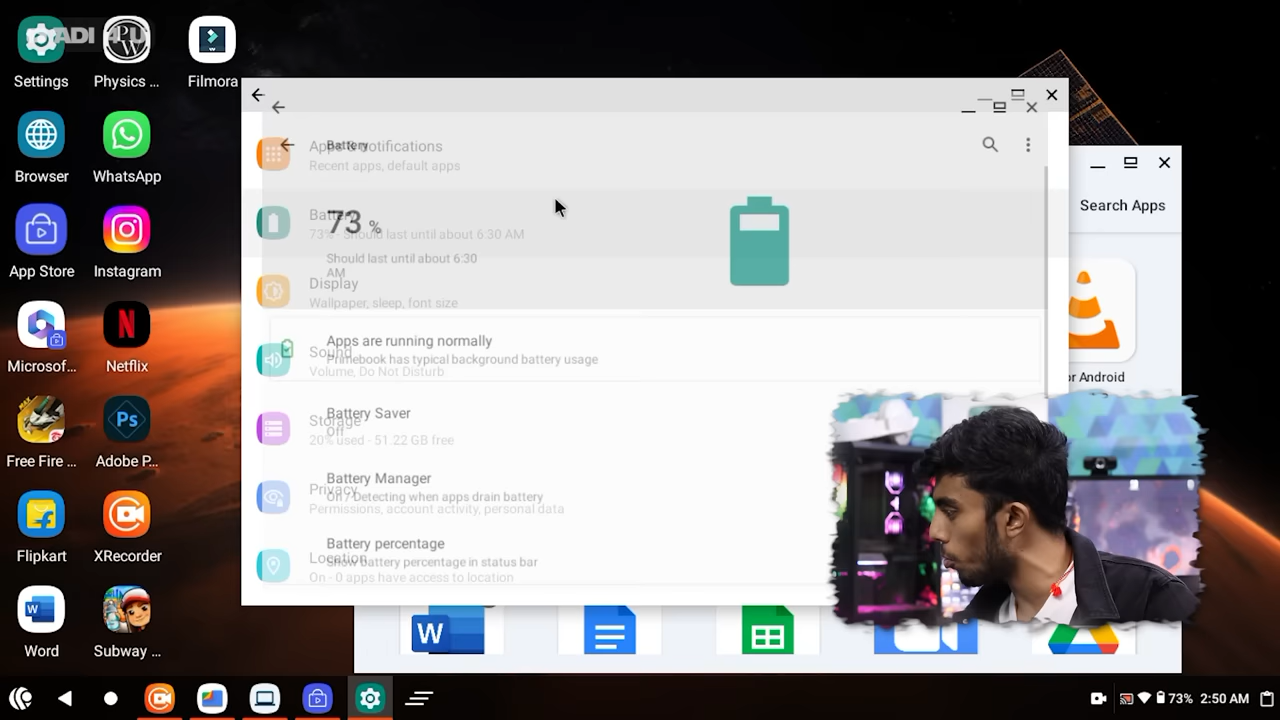 Settings
Physics ...
Filmora
Browser
WhatsApp
App Store
Instagram
Microsof...
Netflix
Free Fire ...
Adobe P...
Flipkart
XRecorder
Word
Subway ...
Apps & notifications
Recent apps, default apps
Battery
73% - Should last until about 6:30 AM
Display
Wallpaper, sleep, font size
Sound
Volume, Do Not Disturb
Storage
20% used - 51.22 GB free
Privacy
Permissions, account activity, personal data
Location
On - 0 apps have access to location
Battery
73 %
Should last until about 6:30
AM
Apps are running normally
Primebook has typical background battery usage
Battery Saver
Off
Battery Manager
On / Detecting when apps drain battery
Battery percentage
Show battery percentage in status bar
Search Apps
or Android
W
73% 2:50 AM